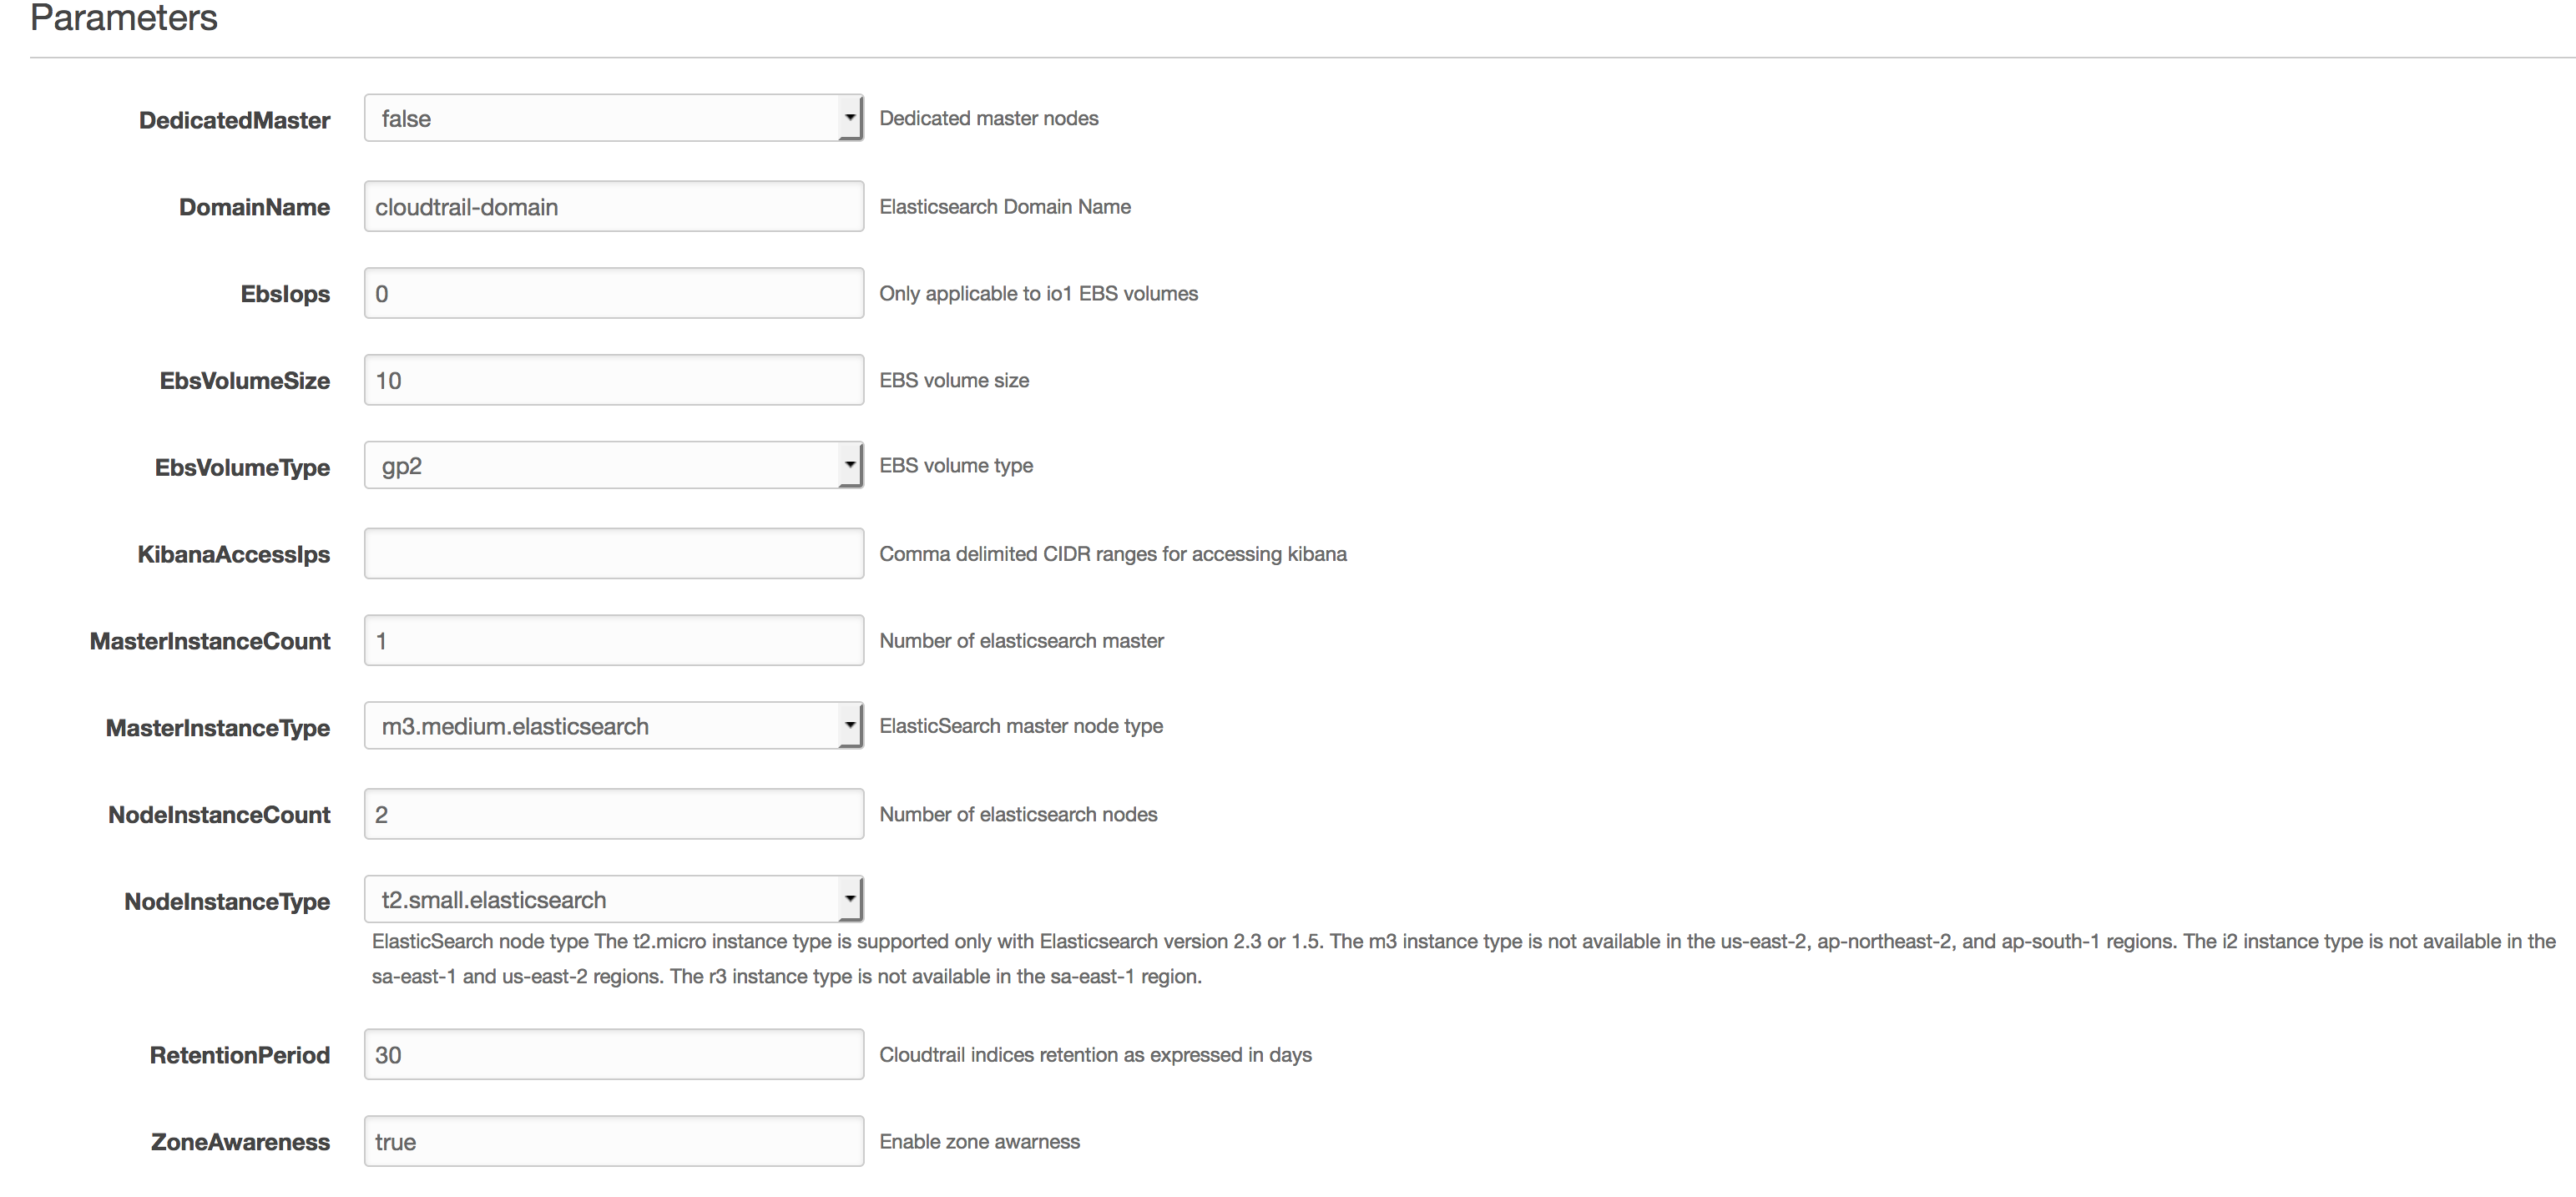 Parameters
DedicatedMaster false Dedicated master nodes
DomainName cloudtrail-domain Elasticsearch Domain Name
EbsIops 0 Only applicable to io1 EBS volumes
EbsVolumeSize 10 EBS volume size
EbsVolumeType gp2 EBS volume type
KibanaAccessIps Comma delimited CIDR ranges for accessing kibana
MasterInstanceCount 1 Number of elasticsearch master
MasterInstanceType m3.medium.elasticsearch ElasticSearch master node type
NodeInstanceCount 2 Number of elasticsearch nodes
NodeInstanceType t2.small.elasticsearch
ElasticSearch node type The t2.micro instance type is supported only with Elasticsearch version 2.3 or 1.5. The m3 instance type is not available in the us-east-2, ap-northeast-2, and ap-south-1 regions. The i2 instance type is not available in the
sa-east-1 and us-east-2 regions. The r3 instance type is not available in the sa-east-1 region.
RetentionPeriod 30 Cloudtrail indices retention as expressed in days
ZoneAwareness true Enable zone awarness